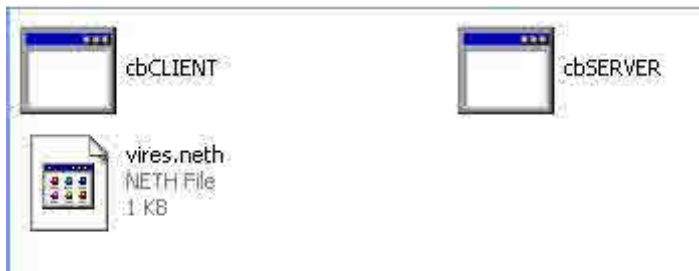 cbCLIENT
cbSERVER
vires.neth
NETH File
1 KB